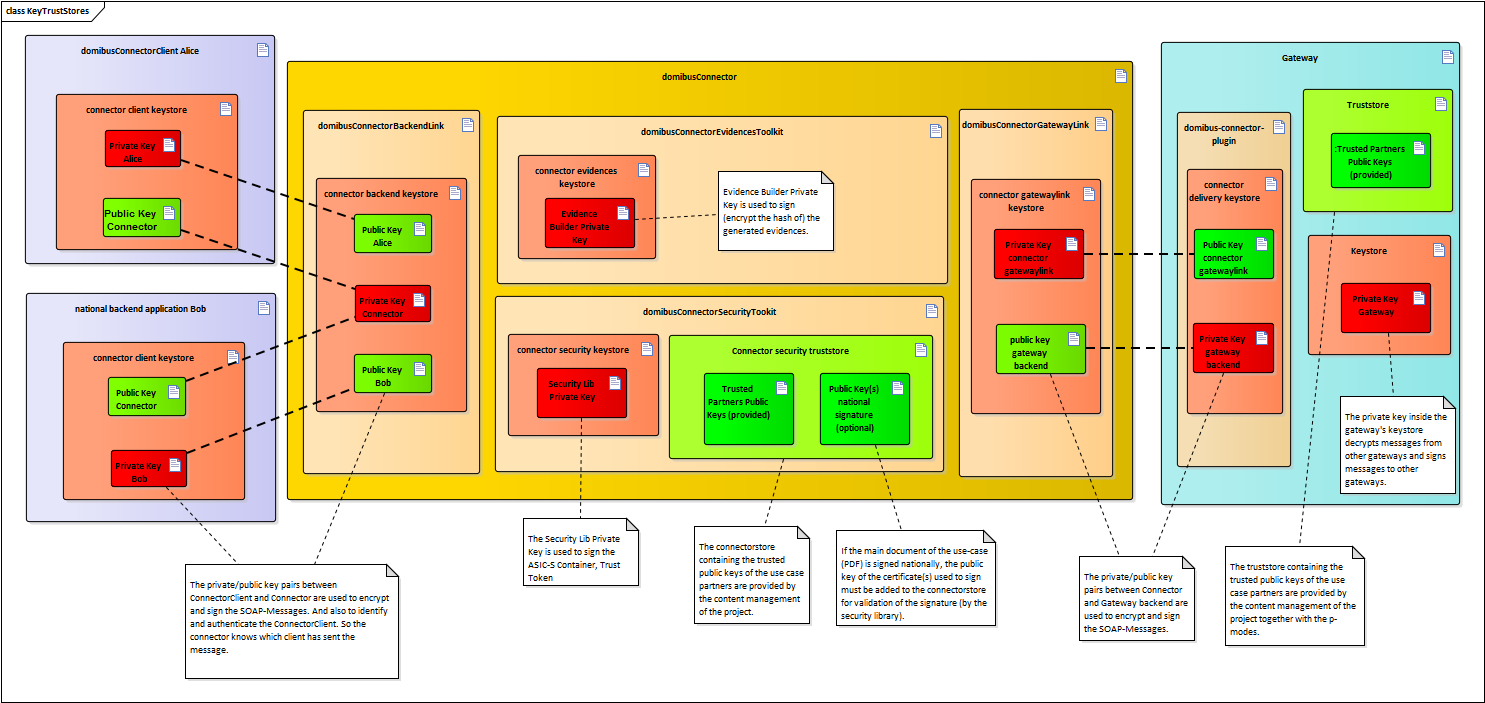 class KeyTrustStores
domibusConnectorClient Alice
connector client keystore
Private Key
Alice
Public Key
Connector
national backend application Bob
connector client keystore
Public Key
Connector
Private Key
Bob
The private/public key pairs between
ConnectorClient and Connector are used to encrypt
and sign the SOAP-Messages. And also to identify
and authenticate the ConnectorClient. So the
connector knows which client has sent the
message.
domibusConnector
domibusConnectorBackendLink
connector backend keystore
Public Key
Alice
Private Key
Connector
Public Key
Bob
domibusConnectorEvidencesToolkit
connector evidences
keystore
Evidence
Builder Private
Key
Evidence Builder Private
Key is used to sign
(encrypt the hash of) the
generated evidences.
domibusConnectorSecurityTookit
connector security keystore
Security Lib
Private Key
Connector security truststore
Trusted
Partners Public
Keys (provided)
Public Key(s)
national
signature
(optional)
The Security Lib Private
Key is used to sign the
ASIC-S Container, Trust
Token
The connectorstore
containing the trusted
public keys of the use case
partners are provided by
the content management
of the project.
If the main document of the use-case
(PDF) is signed nationally, the public
key of the certificate(s) used to sign
must be added to the connectorstore
for validation of the signature (by the
security library).
domibusConnectorGatewayLink
connector gatewaylink
keystore
Private Key
connector
gatewaylink
public key
gateway
backend
Gateway
domibus-connector-
plugin
connector
delivery keystore
Public Key
connector
gatewaylink
Private Key
gateway
backend
Truststore
:Trusted Partners
Public Keys
(provided)
Keystore
Private Key
Gateway
The private key inside the
gateway's keystore
decrypts messages from
other gateways and signs
messages to other
gateways.
The private/public key
pairs between Connector
and Gateway backend are
used to encrypt and sign
the SOAP-Messages.
The truststore containing the
trusted public keys of the use
case partners are provided by
the content management of the
project together with the p-
modes.